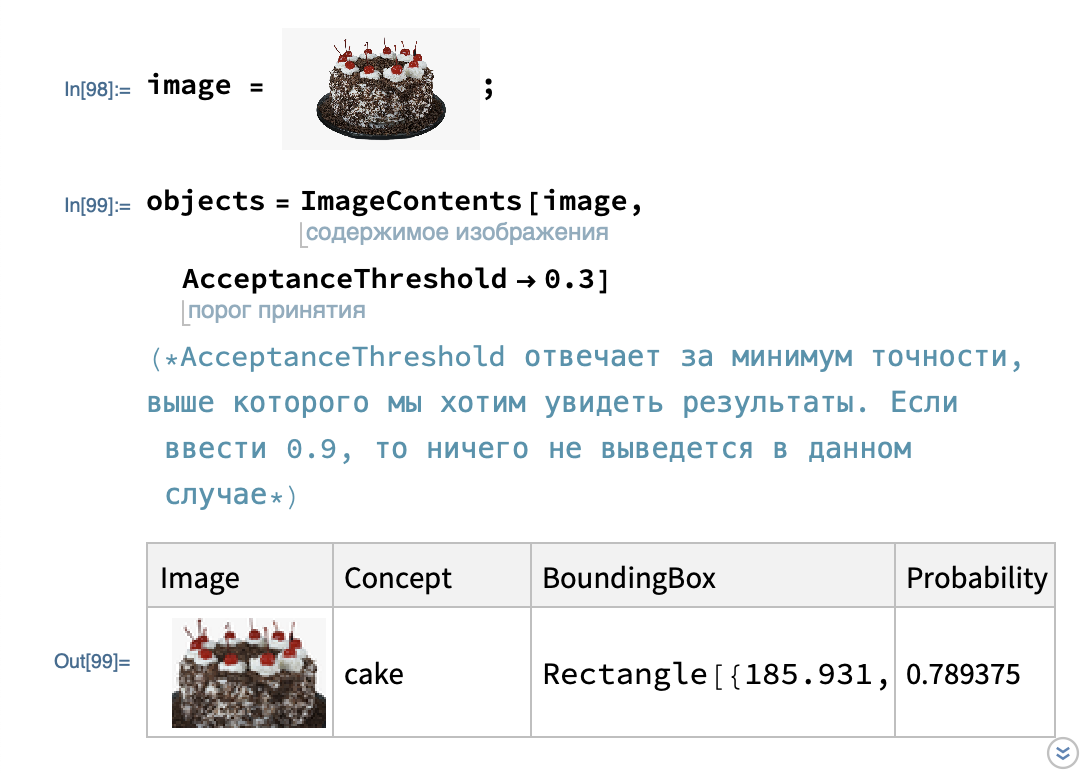 In[98]:= image = ;
In[99]:= objects = ImageContents[image,
содержимое изображения
AcceptanceThreshold → 0.3]
порог принятия
(*AcceptanceThreshold отвечает за минимум точности,
выше которого мы хотим увидеть результаты. Если
ввести 0.9, то ничего не выведется в данном
случае*)
Image Concept BoundingBox Probability
Out[99]= cake Rectangle[{185.931, 0.789375